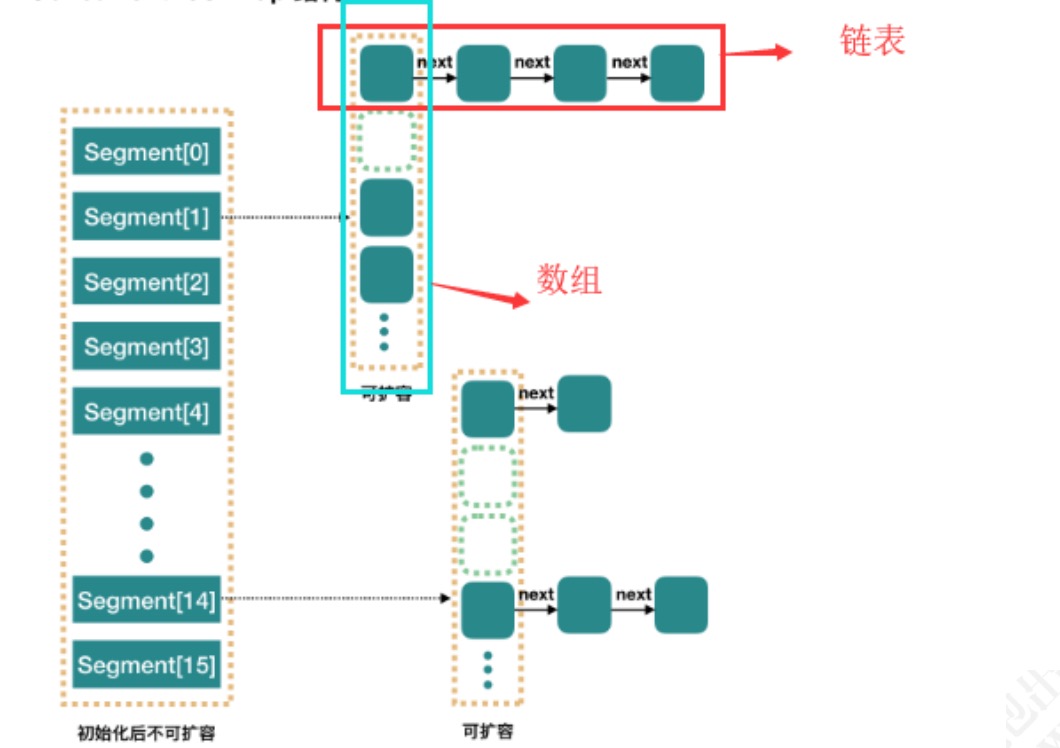 next
next
next
链表
Segment[0]
Segment[1]
Segment[2]
数组
Segment[3]
可扩容
Segment[4]
next
Segment[14]
next
next
Segment[15]
初始化后不可扩容
可扩容